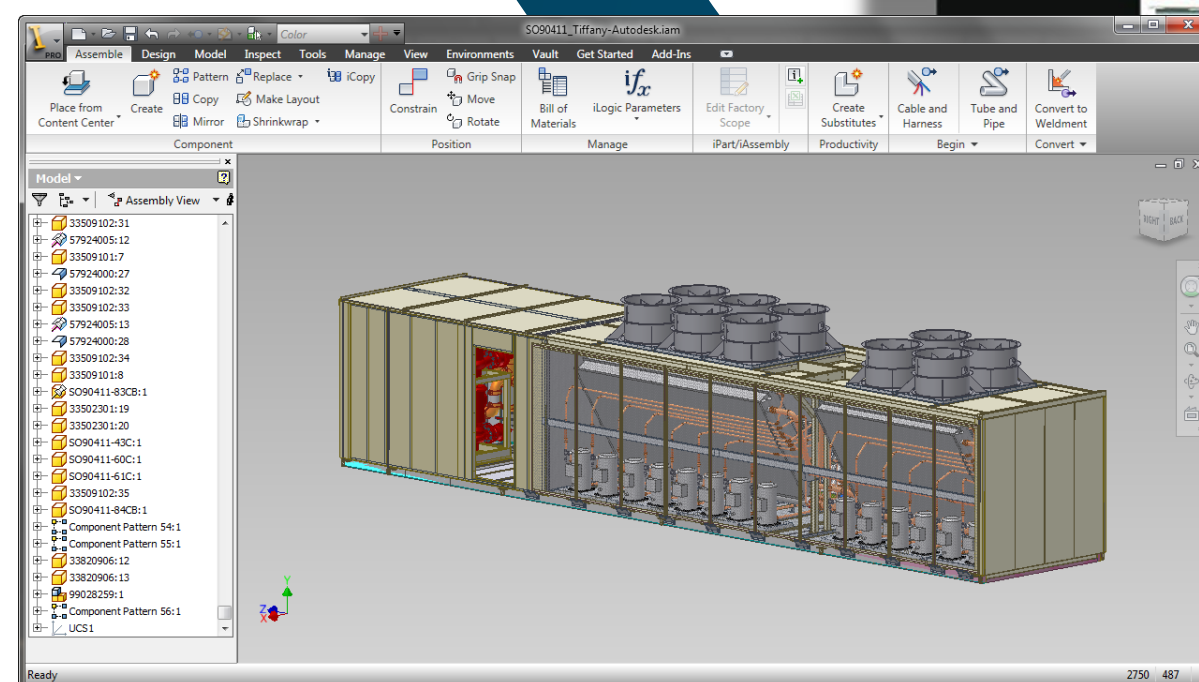 Color
SO90411_Tiffany-Autodesk.iam
PRO Assemble Design Model Inspect Tools Manage View Environments Vault Get Started Add-Ins
Place from Content Center
Create
Pattern Replace iCopy
Copy Make Layout
Mirror Shrinkwrap
Constrain
Grip Snap
Move
Rotate
Bill of Materials
fx
iLogic Parameters
Edit Factory Scope
Create Substitutes
Cable and Harness
Tube and Pipe
Convert to Weldment
Component Position Manage iPart/iAssembly Productivity Begin Convert
Model
Assembly View
33509102:31
57924005:12
33509101:7
57924000:27
33509102:32
33509102:33
57924005:13
57924000:28
33509102:34
33509101:8
SO90411-83CB:1
33502301:19
33502301:20
SO90411-43C:1
SO90411-60C:1
SO90411-61C:1
33509102:35
SO90411-84CB:1
Component Pattern 54:1
Component Pattern 55:1
33820906:12
33820906:13
99028259:1
Component Pattern 56:1
UCS1
RIGHT BACK
Y
Z
X
Ready
2750 487